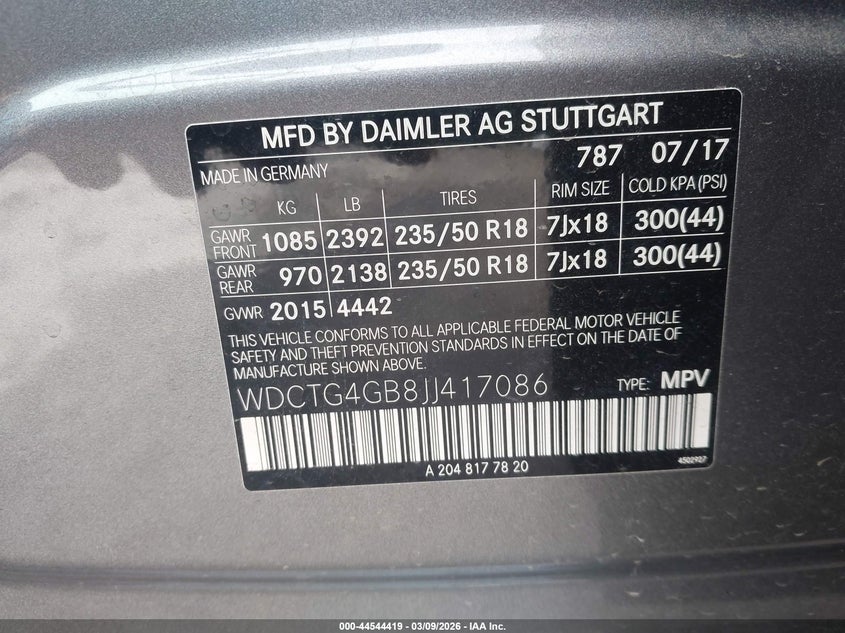 MFD BY DAIMLER AG STUTTGART
787 07/17
MADE IN GERMANY
KG LB TIRES RIM SIZE COLD KPA (PSI)
GAWR FRONT 1085 2392 235/50 R18 7Jx18 300(44)
GAWR REAR 970 2138 235/50 R18 7Jx18 300(44)
GVWR 2015 4442
THIS VEHICLE CONFORMS TO ALL APPLICABLE FEDERAL MOTOR VEHICLE
SAFETY AND THEFT PREVENTION STANDARDS IN EFFECT ON THE DATE OF
MANUFACTURE SHOWN ABOVE.
WDCTG4GB8JJ417086 TYPE: MPV
A 204 817 78 20 4502927
000-44544419 | 03/09/2026 - IAA Inc.